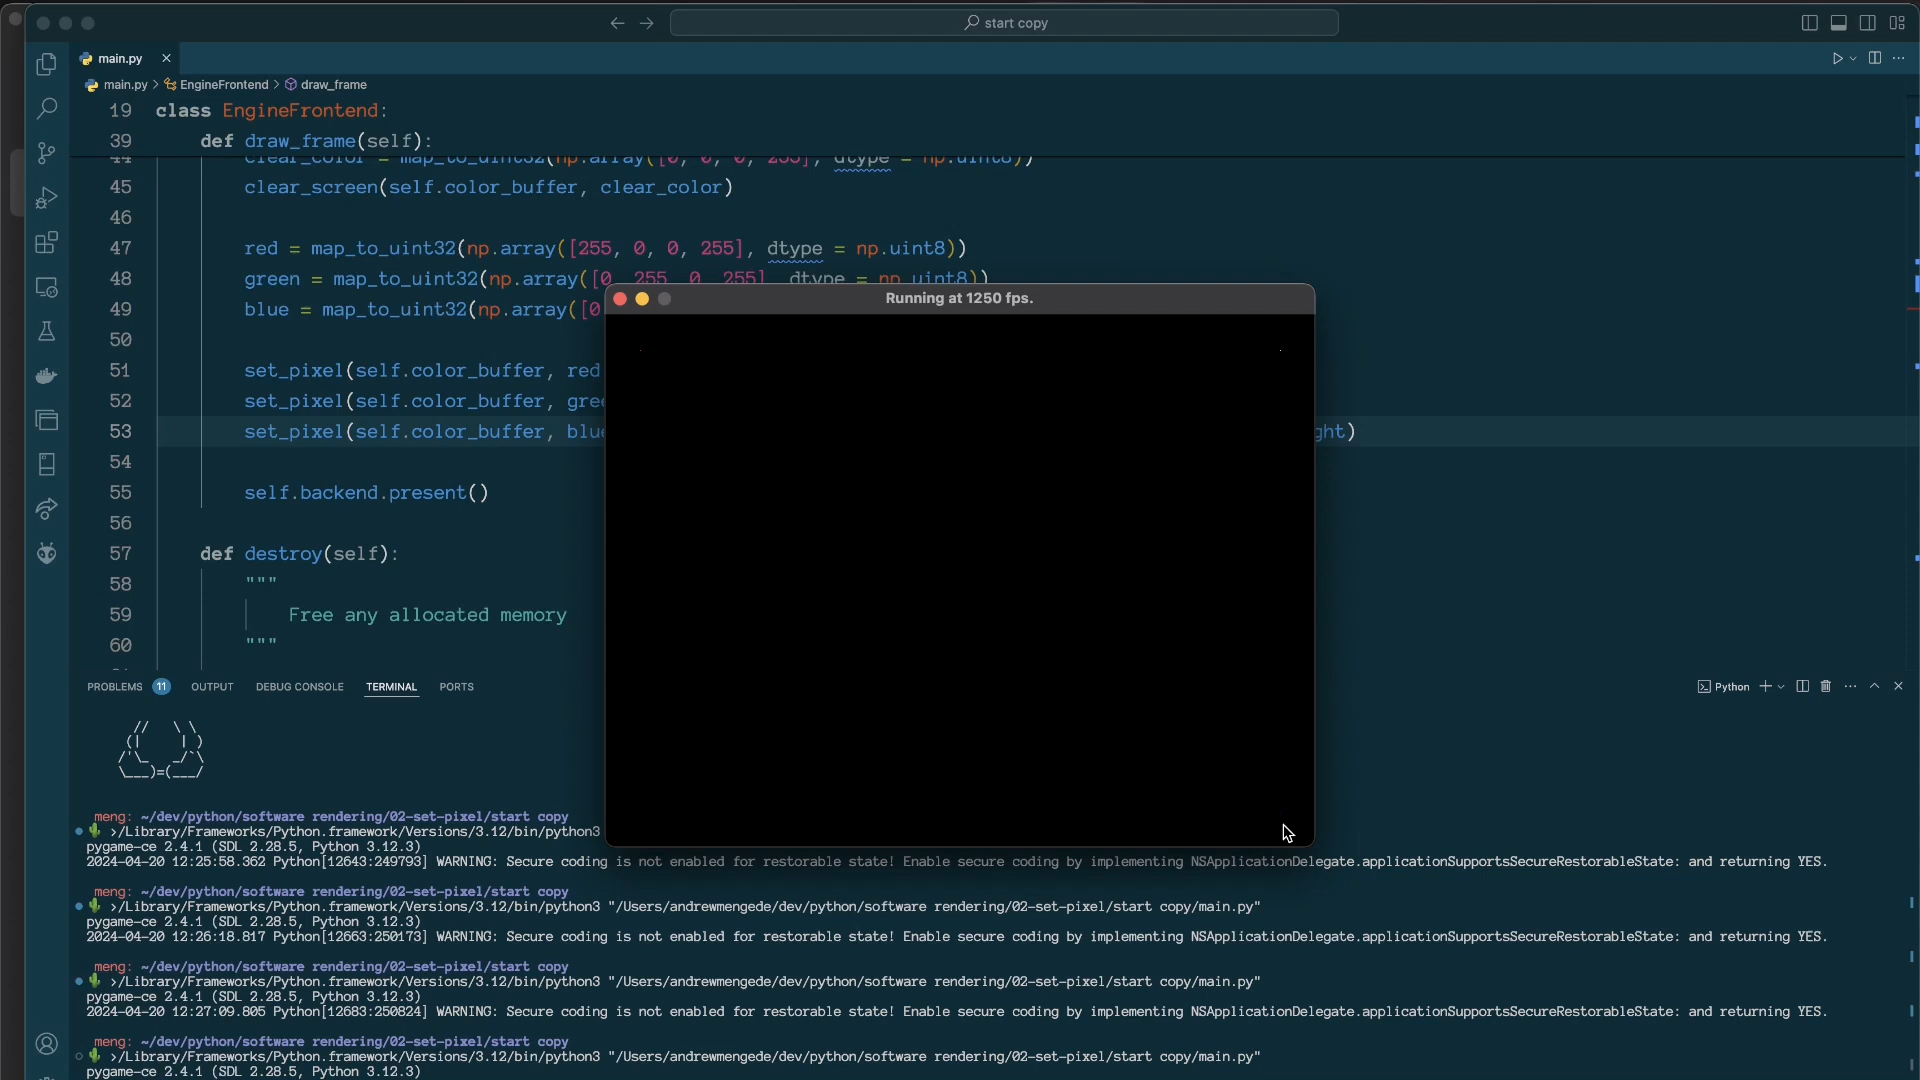 start copy
main.py
main.py > EngineFrontend > draw_frame
19 class EngineFrontend:
39 def draw_frame(self):
44 clear_color = map_to_uint32(np.array([0, 0, 0, 255], dtype = np.uint8))
45 clear_screen(self.color_buffer, clear_color)
46
47 red = map_to_uint32(np.array([255, 0, 0, 255], dtype = np.uint8))
48 green = map_to_uint32(np.array([0, 255, 0, 255], dtype = np.uint8))
Running at 1250 fps.
49 blue = map_to_uint32(np.array([0
50
51 set_pixel(self.color_buffer, red
52 set_pixel(self.color_buffer, gree
53 set_pixel(self.color_buffer, blue ght)
54
55 self.backend.present()
56
57 def destroy(self):
58 """
59 Free any allocated memory
60 """
PROBLEMS 11 OUTPUT DEBUG CONSOLE TERMINAL PORTS Python
// \ \
(| | )
/'\_ _/`\
\___)=(___/
meng: ~/dev/python/software rendering/02-set-pixel/start copy
>/Library/Frameworks/Python.framework/Versions/3.12/bin/python3
pygame-ce 2.4.1 (SDL 2.28.5, Python 3.12.3)
2024-04-20 12:25:58.362 Python[12643:249793] WARNING: Secure coding is not enabled for restorable state! Enable secure coding by implementing NSApplicationDelegate.applicationSupportsSecureRestorableState: and returning YES.
meng: ~/dev/python/software rendering/02-set-pixel/start copy
>/Library/Frameworks/Python.framework/Versions/3.12/bin/python3 "/Users/andrewmengede/dev/python/software rendering/02-set-pixel/start copy/main.py"
pygame-ce 2.4.1 (SDL 2.28.5, Python 3.12.3)
2024-04-20 12:26:18.817 Python[12663:250173] WARNING: Secure coding is not enabled for restorable state! Enable secure coding by implementing NSApplicationDelegate.applicationSupportsSecureRestorableState: and returning YES.
meng: ~/dev/python/software rendering/02-set-pixel/start copy
>/Library/Frameworks/Python.framework/Versions/3.12/bin/python3 "/Users/andrewmengede/dev/python/software rendering/02-set-pixel/start copy/main.py"
pygame-ce 2.4.1 (SDL 2.28.5, Python 3.12.3)
2024-04-20 12:27:09.805 Python[12683:250824] WARNING: Secure coding is not enabled for restorable state! Enable secure coding by implementing NSApplicationDelegate.applicationSupportsSecureRestorableState: and returning YES.
meng: ~/dev/python/software rendering/02-set-pixel/start copy
>/Library/Frameworks/Python.framework/Versions/3.12/bin/python3 "/Users/andrewmengede/dev/python/software rendering/02-set-pixel/start copy/main.py"
pygame-ce 2.4.1 (SDL 2.28.5, Python 3.12.3)